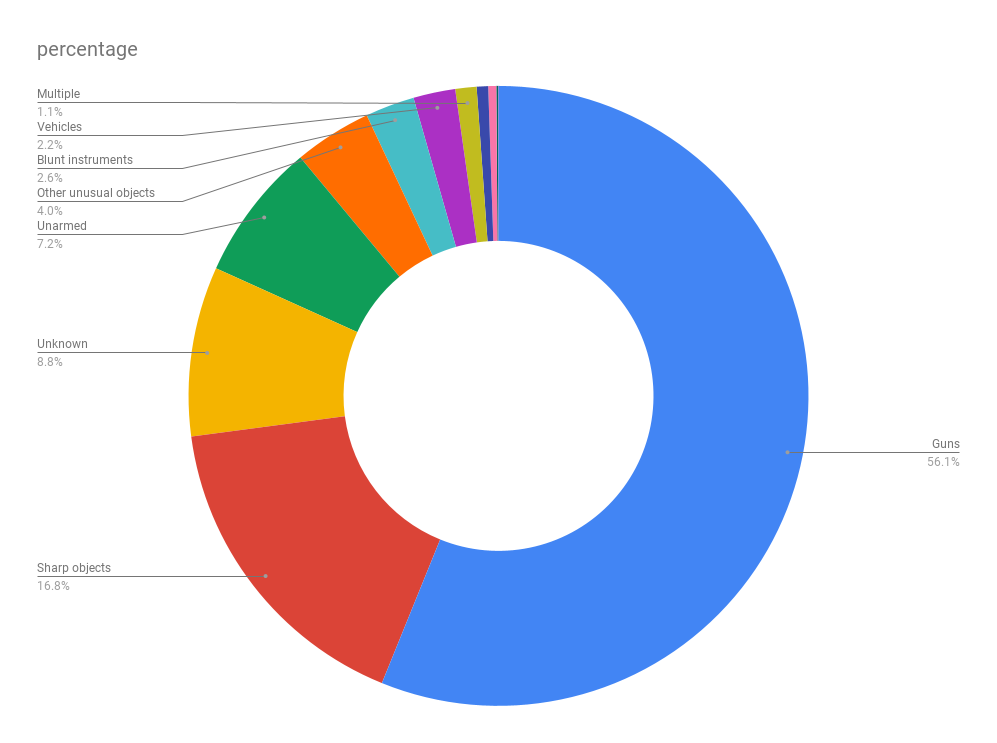 percentage
Multiple
1.1%
Vehicles
2.2%
Blunt instruments
2.6%
Other unusual objects
4.0%
Unarmed
7.2%
Unknown
8.8%
Guns
56.1%
Sharp objects
16.8%